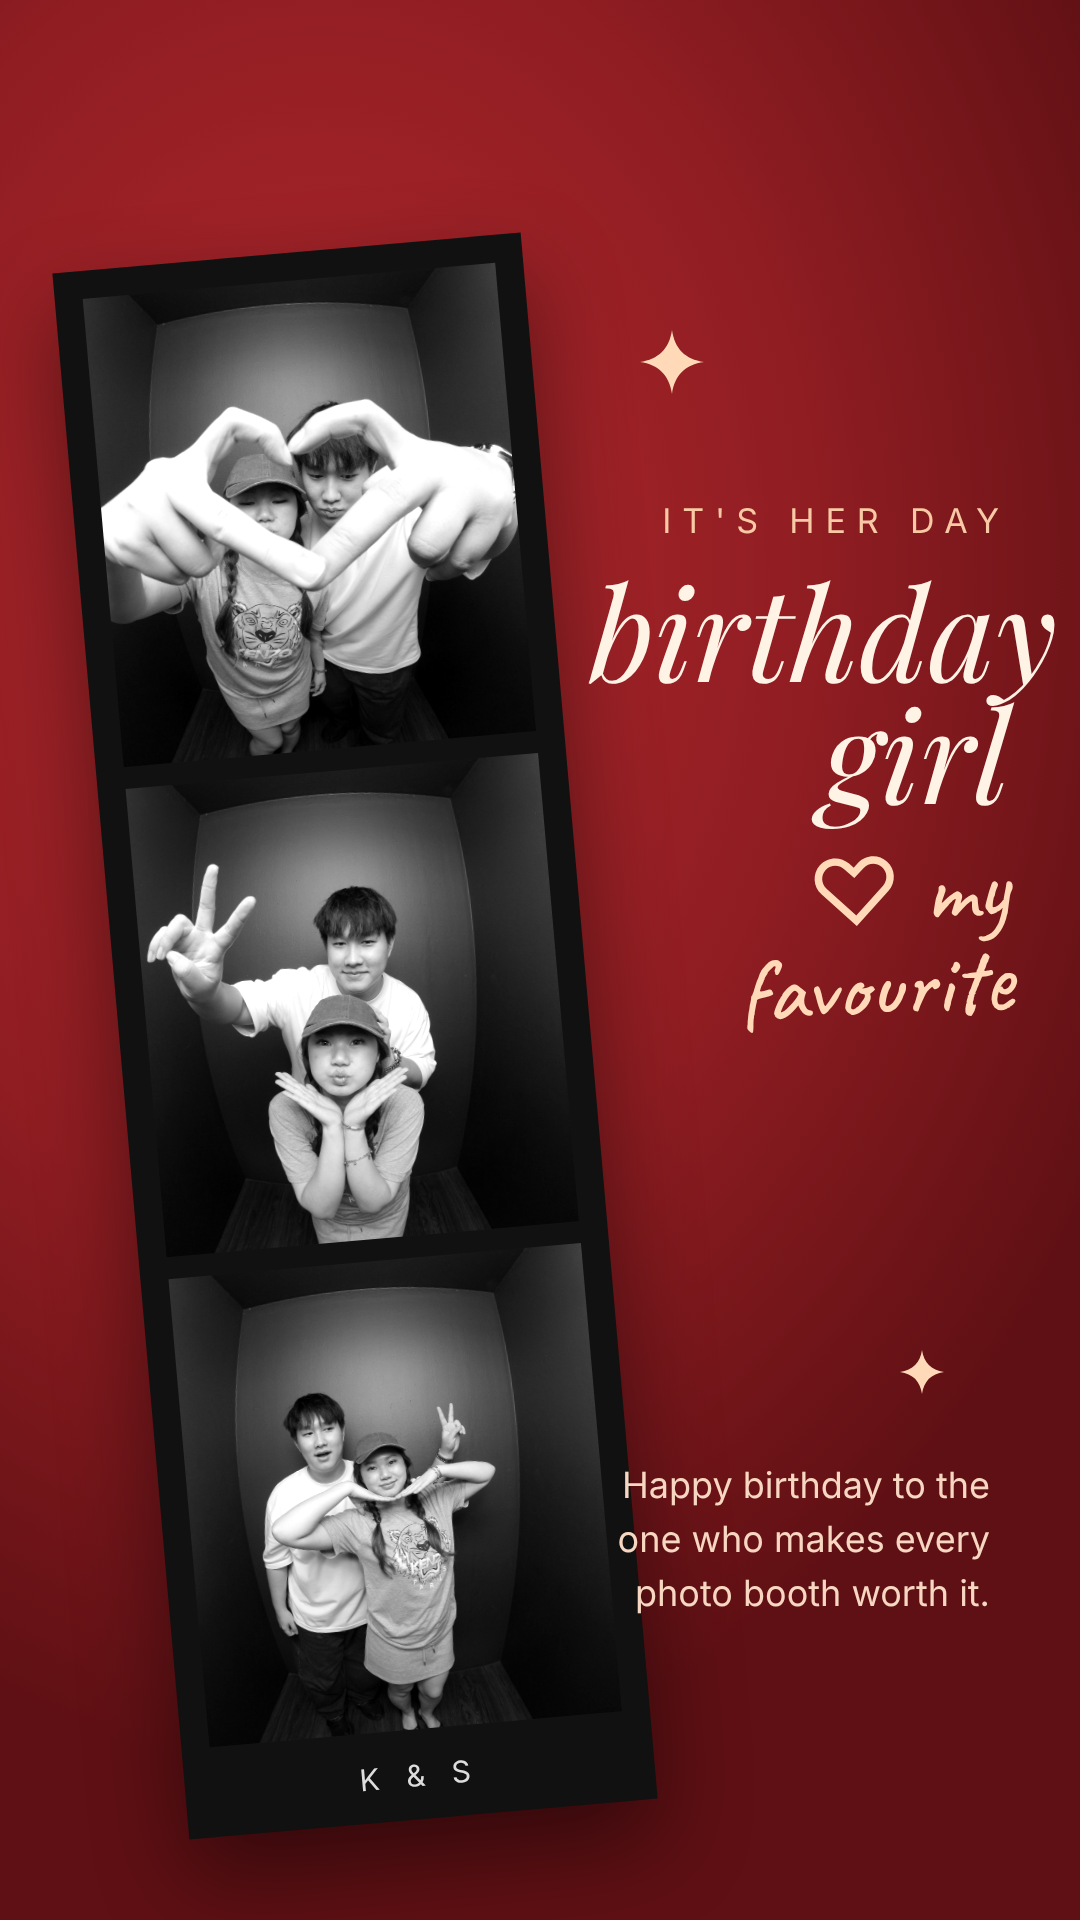 IT'S HER DAY
birthday
girl
my
favourite
Happy birthday to the
one who makes every
photo booth worth it.
K & S